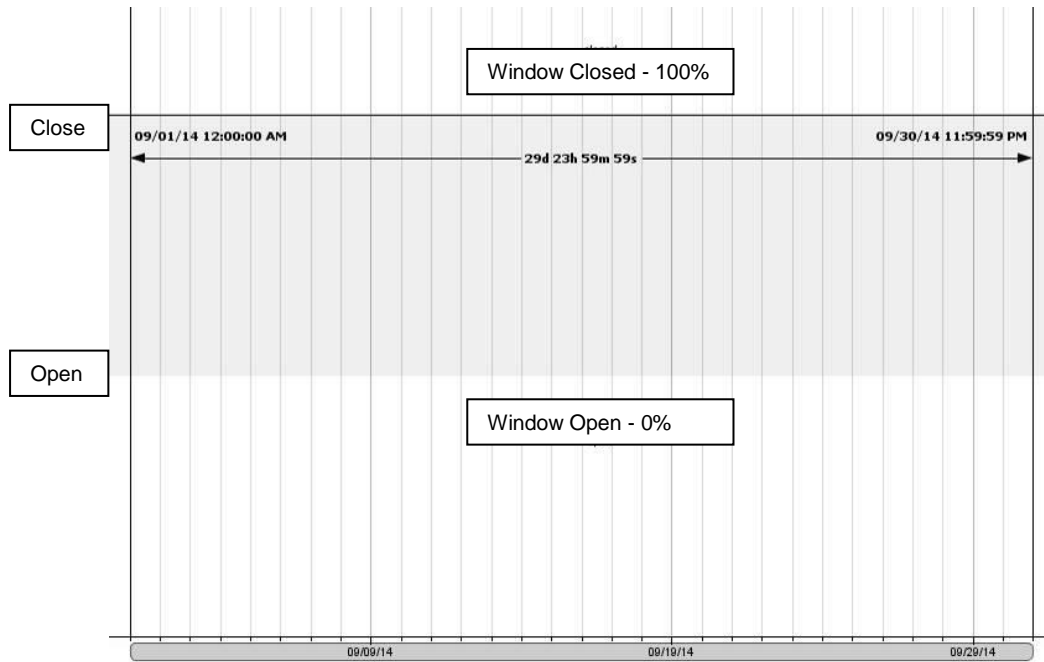 Window Closed - 100%
Close
09/01/14 12:00:00 AM
09/30/14 11:59:59 PM
29d 23h 59m 59s
Open
Window Open - 0%
09/09/14
09/19/14
09/29/14